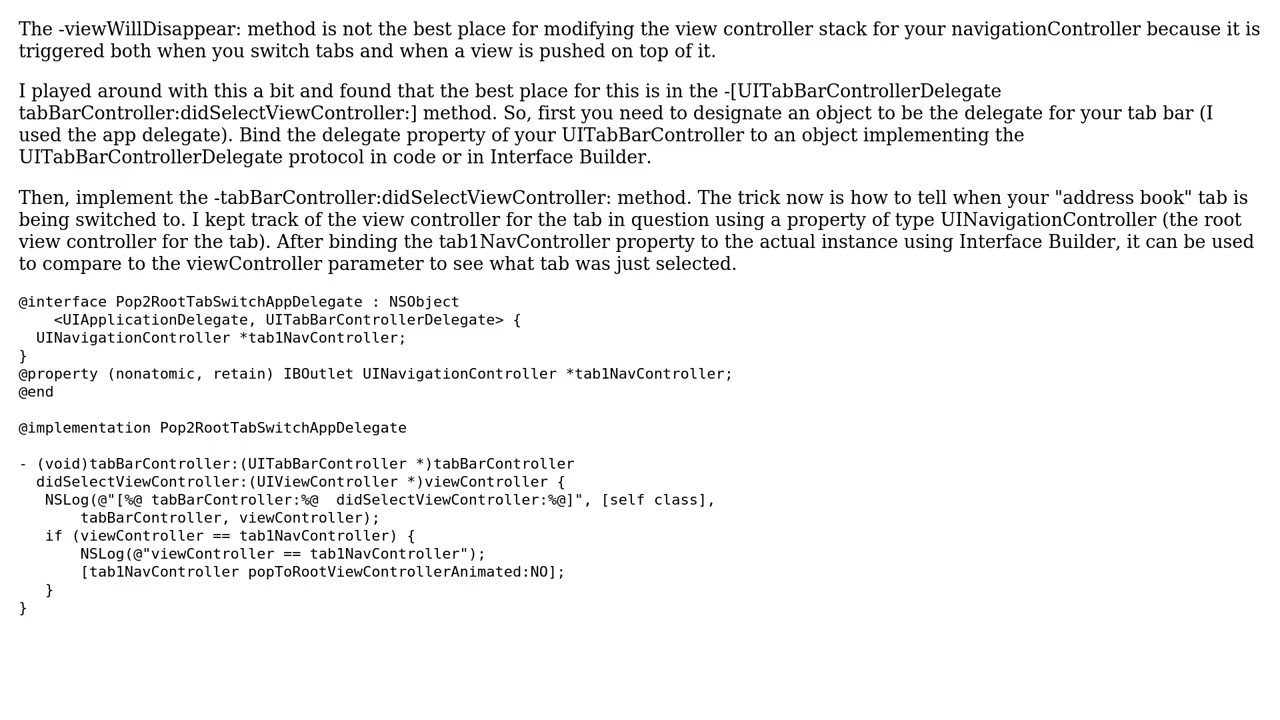 The -viewWillDisappear: method is not the best place for modifying the view controller stack for your navigationController because it is
triggered both when you switch tabs and when a view is pushed on top of it.
I played around with this a bit and found that the best place for this is in the -[UITabBarControllerDelegate
tabBarController:didSelectViewController:] method. So, first you need to designate an object to be the delegate for your tab bar (I
used the app delegate). Bind the delegate property of your UITabBarController to an object implementing the
UITabBarControllerDelegate protocol in code or in Interface Builder.
Then, implement the -tabBarController:didSelectViewController: method. The trick now is how to tell when your "address book" tab is
being switched to. I kept track of the view controller for the tab in question using a property of type UINavigationController (the root
view controller for the tab). After binding the tab1NavController property to the actual instance using Interface Builder, it can be used
to compare to the viewController parameter to see what tab was just selected.
@interface Pop2RootTabSwitchAppDelegate : NSObject
    <UIApplicationDelegate, UITabBarControllerDelegate> {
  UINavigationController *tab1NavController;
}
@property (nonatomic, retain) IBOutlet UINavigationController *tab1NavController;
@end
@implementation Pop2RootTabSwitchAppDelegate
- (void)tabBarController:(UITabBarController *)tabBarController
  didSelectViewController:(UIViewController *)viewController {
   NSLog(@"[%@ tabBarController:%@  didSelectViewController:%@]", [self class],
       tabBarController, viewController);
   if (viewController == tab1NavController) {
       NSLog(@"viewController == tab1NavController");
       [tab1NavController popToRootViewControllerAnimated:NO];
   }
}